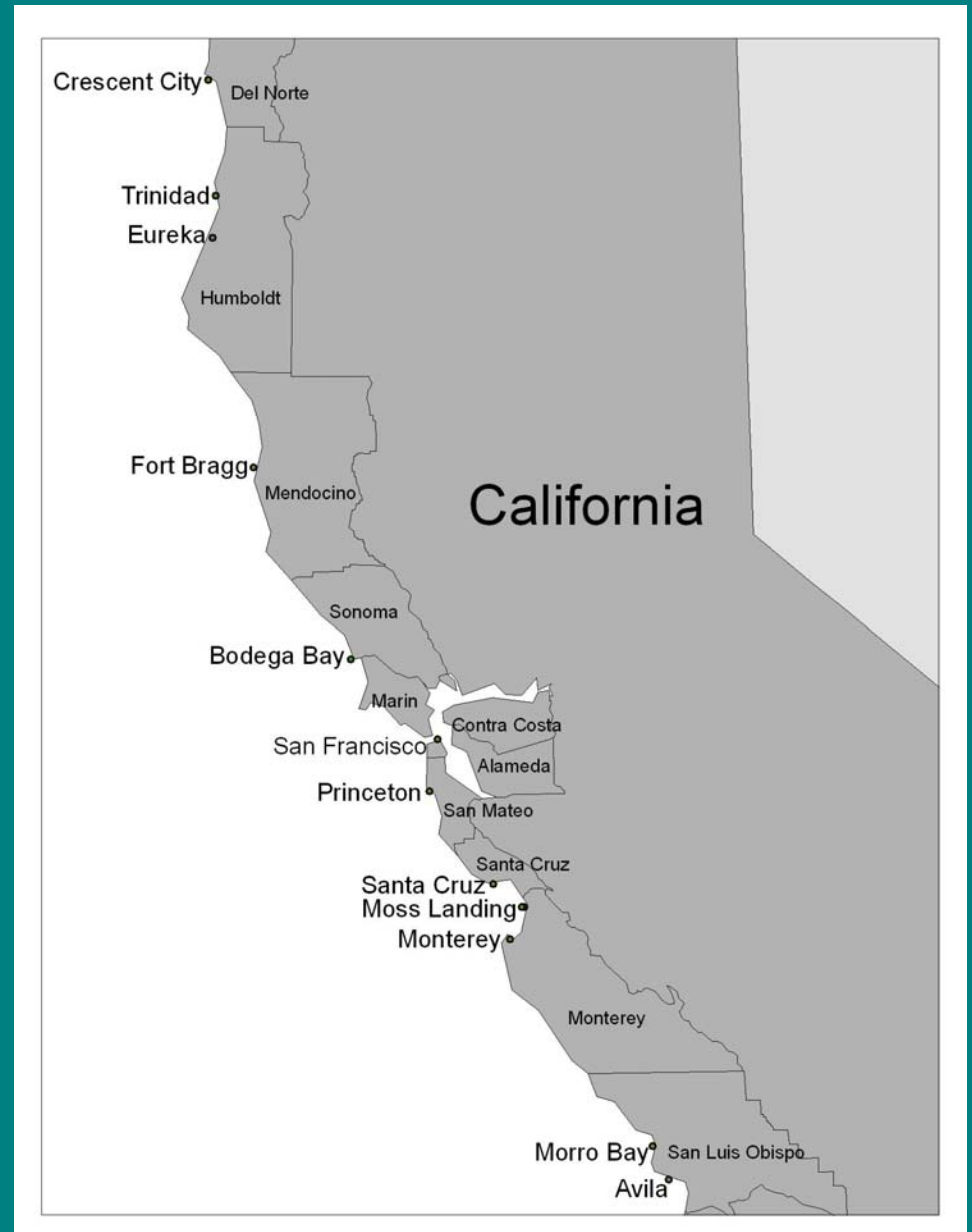 Crescent City
Del Norte
Trinidad
Eureka
Humboldt
Fort Bragg
Mendocino
California
Sonoma
Bodega Bay
Marin
Contra Costa
San Francisco
Alameda
Princeton
San Mateo
Santa Cruz
Santa Cruz
Moss Landing
Monterey
Monterey
Morro Bay
San Luis Obispo
Avila